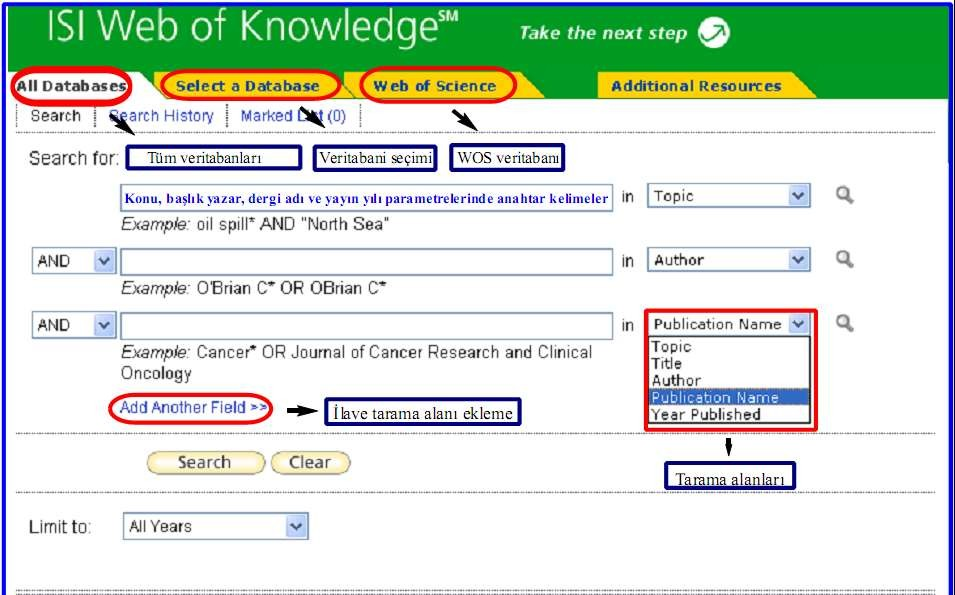 ISI Web of Knowledge℠ Take the next step
All Databases Select a Database Web of Science Additional Resources
Search Search History Marked List (0)
Search for: Tüm veritabanları Veritabani seçimi WOS veritabanı
Konu, başlık yazar, dergi adı ve yayın yılı parametrelerinde anahtar kelimeler in Topic
Example: oil spill* AND "North Sea"
AND in Author
Example: O'Brian C* OR OBrian C*
AND in Publication Name
Example: Cancer* OR Journal of Cancer Research and Clinical
Oncology
Topic
Title
Author
Publication Name
Year Published
Add Another Field >> İlave tarama alanı ekleme
Search Clear
Tarama alanları
Limit to: All Years